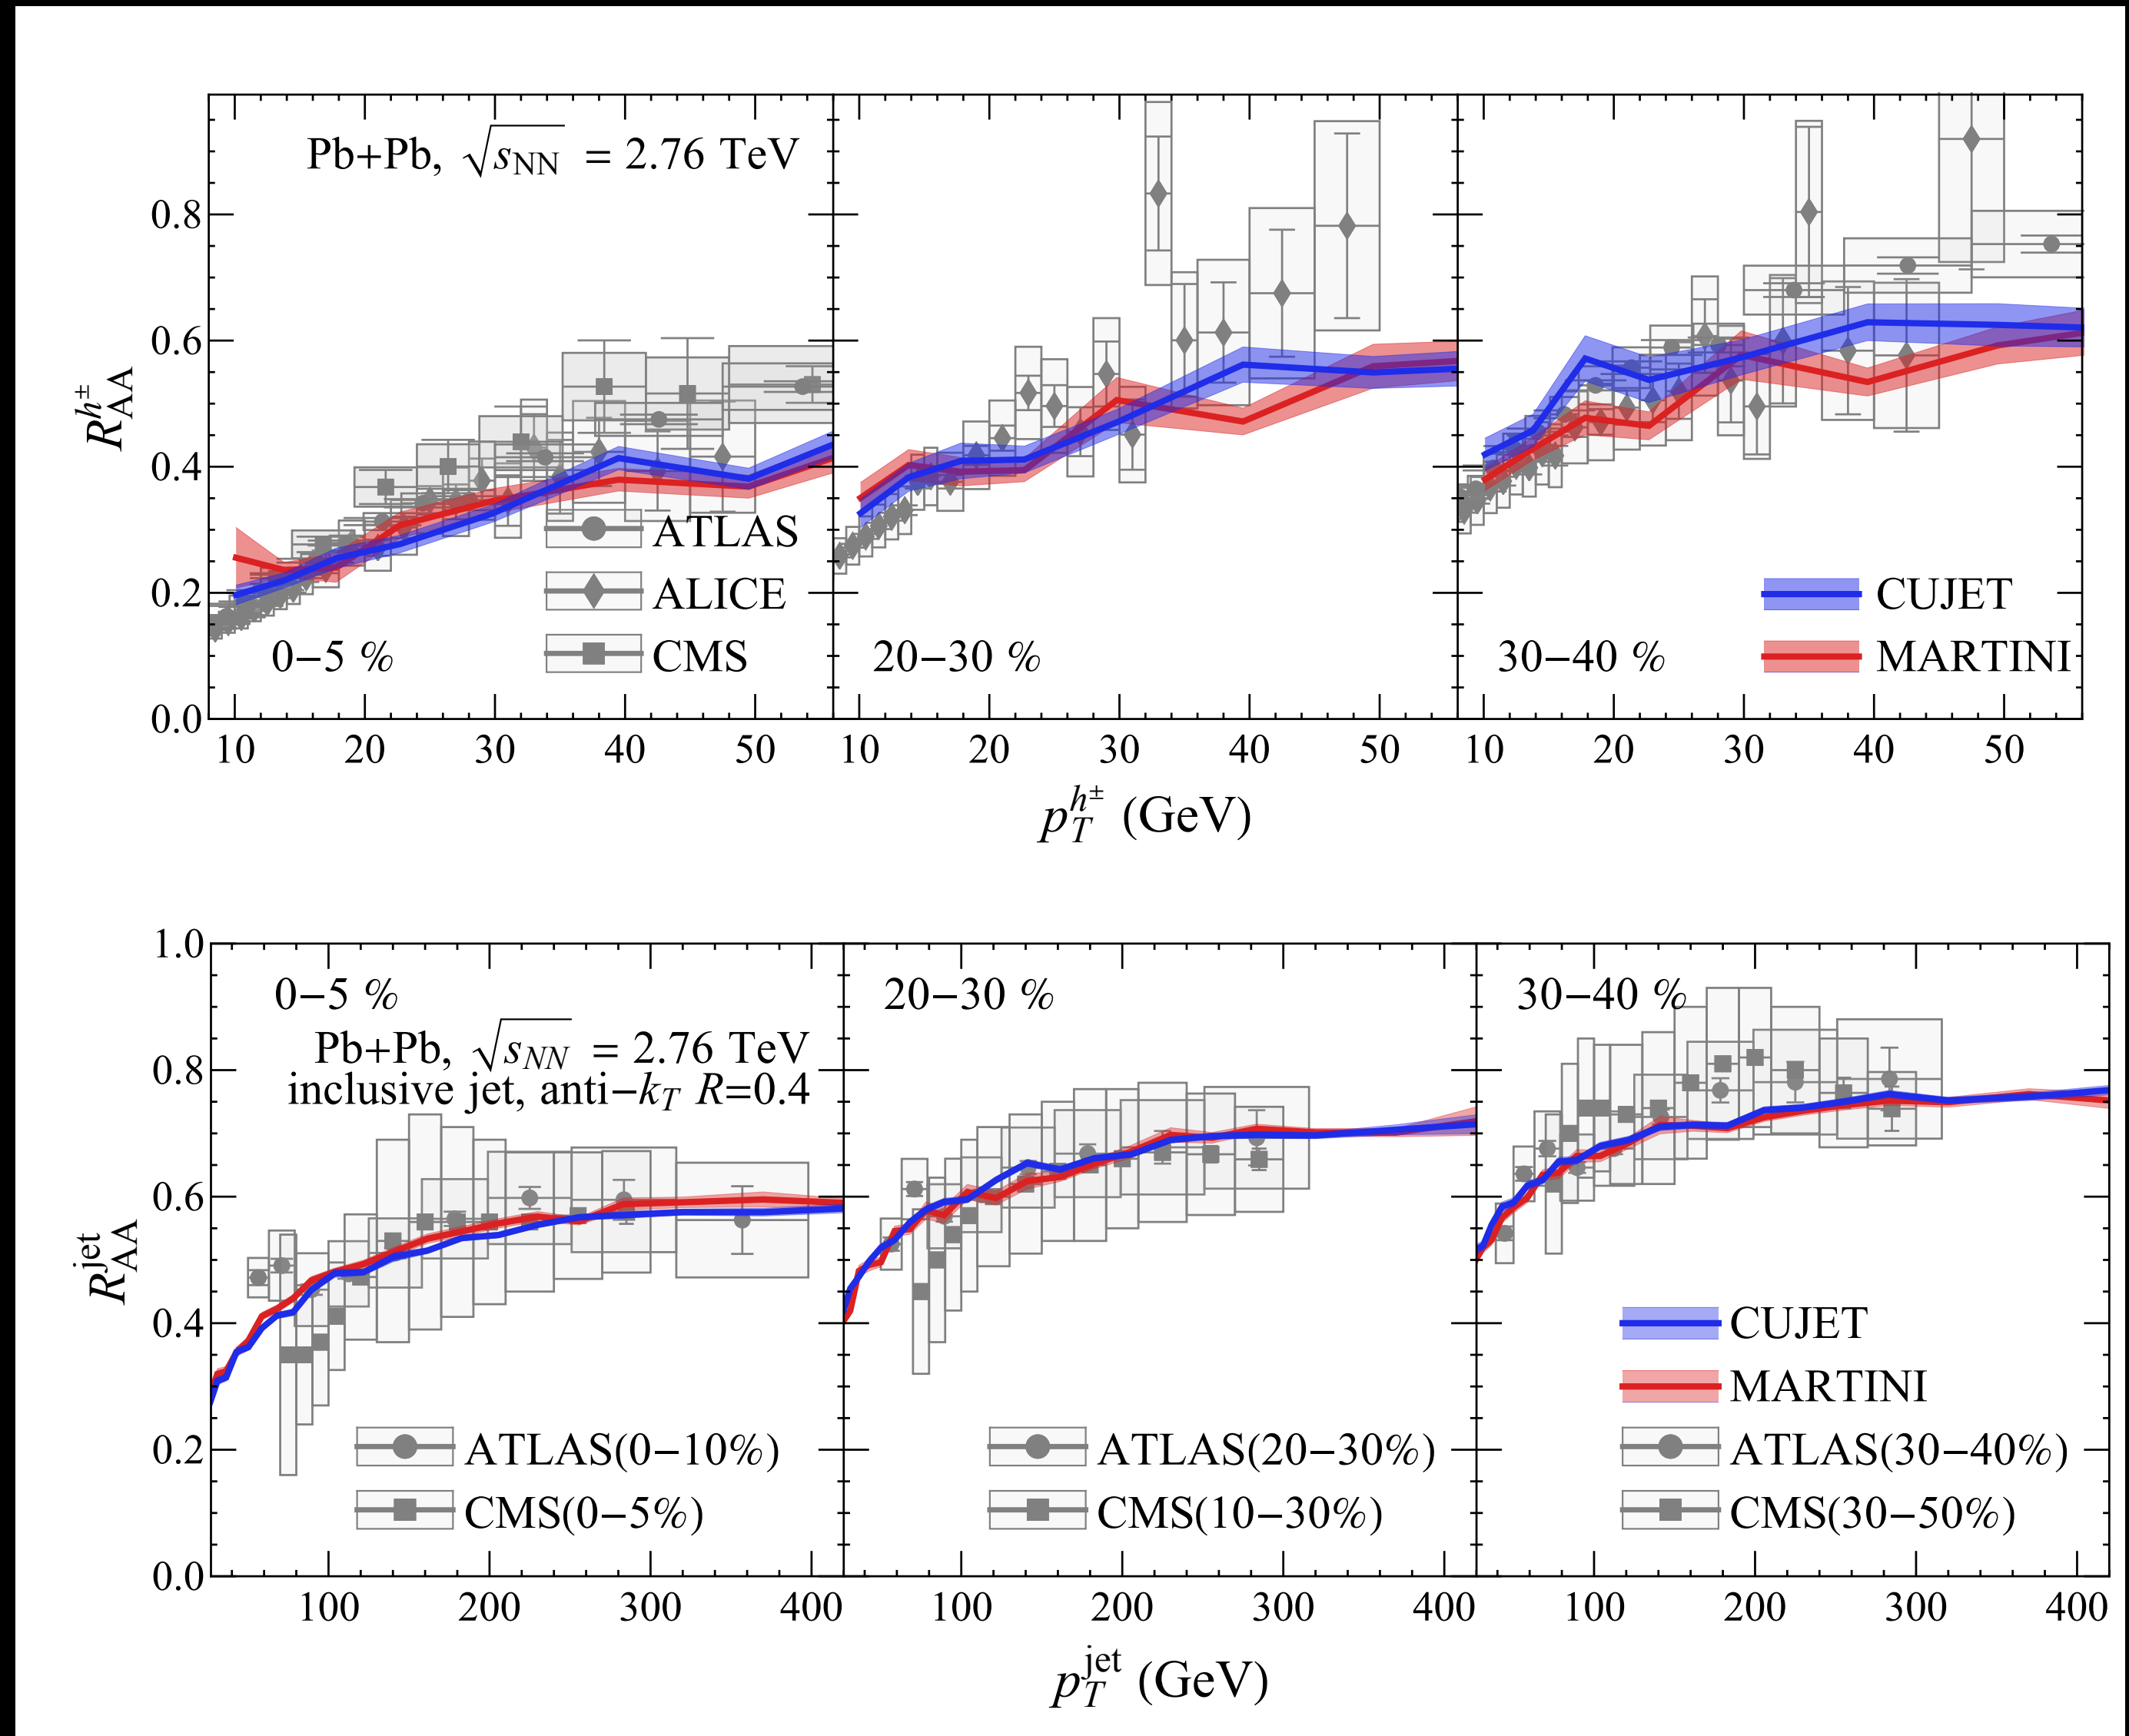 Pb+Pb, √sNN = 2.76 TeV
0.8
0.6
0.4
0.2
0.0
R_AA^{h±}
ATLAS
ALICE
CMS
0−5 %
20−30 %
30−40 %
CUJET
MARTINI
10 20 30 40 50
10 20 30 40 50
10 20 30 40 50
p_T^{h±} (GeV)
1.0
0.8
0.6
0.4
0.2
0.0
R_AA^{jet}
0−5 %
Pb+Pb, √sNN = 2.76 TeV
inclusive jet, anti−k_T R=0.4
ATLAS(0−10%)
CMS(0−5%)
20−30 %
ATLAS(20−30%)
CMS(10−30%)
30−40 %
CUJET
MARTINI
ATLAS(30−40%)
CMS(30−50%)
100 200 300 400
100 200 300 400
100 200 300 400
p_T^{jet} (GeV)